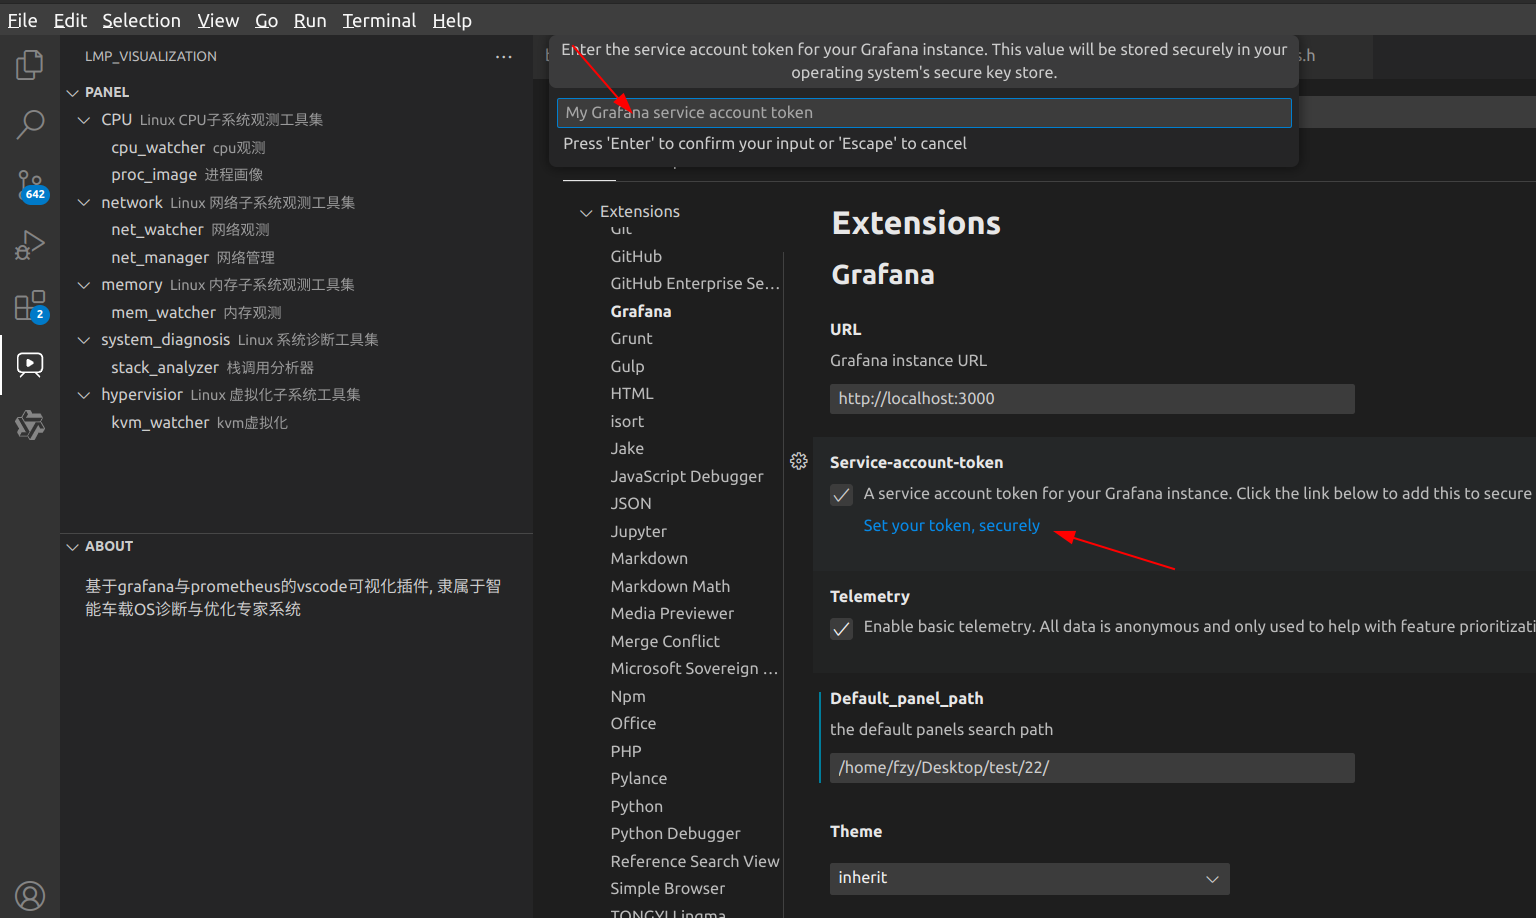 File Edit Selection View Go Run Terminal Help
LMP_VISUALIZATION
PANEL
CPU Linux CPU子系统观测工具集
cpu_watcher cpu观测
proc_image 进程画像
network Linux 网络子系统观测工具集
net_watcher 网络观测
net_manager 网络管理
memory Linux 内存子系统观测工具集
mem_watcher 内存观测
system_diagnosis Linux 系统诊断工具集
stack_analyzer 栈调用分析器
hypervisior Linux 虚拟化子系统工具集
kvm_watcher kvm虚拟化
642
2
ABOUT
基于grafana与prometheus的vscode可视化插件, 隶属于智
能车载OS诊断与优化专家系统
Enter the service account token for your Grafana instance. This value will be stored securely in your
operating system's secure key store.
s.h
My Grafana service account token
Press 'Enter' to confirm your input or 'Escape' to cancel
Extensions
Git
GitHub
GitHub Enterprise Se...
Grafana
Grunt
Gulp
HTML
isort
Jake
JavaScript Debugger
JSON
Jupyter
Markdown
Markdown Math
Media Previewer
Merge Conflict
Microsoft Sovereign ...
Npm
Office
PHP
Pylance
Python
Python Debugger
Reference Search View
Simple Browser
TONGYI Lingma
Extensions
Grafana
URL
Grafana instance URL
http://localhost:3000
Service-account-token
A service account token for your Grafana instance. Click the link below to add this to secure
Set your token, securely
Telemetry
Enable basic telemetry. All data is anonymous and only used to help with feature prioritizati
Default_panel_path
the default panels search path
/home/fzy/Desktop/test/22/
Theme
inherit